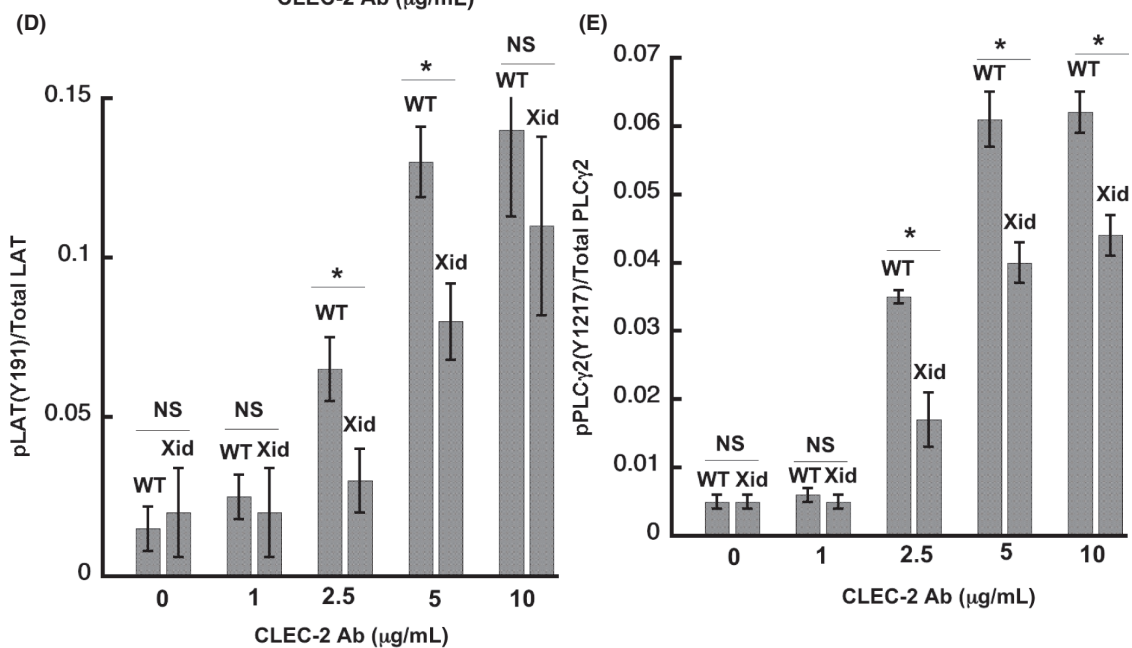 CLEC-2 Ab (μg/mL)
(D)
(E)
pLAT(Y191)/Total LAT
0.15
0.1
0.05
0
NS
WT Xid
NS
WT Xid
*
WT
Xid
*
WT
Xid
NS
WT
Xid
0 1 2.5 5 10
CLEC-2 Ab (μg/mL)
pPLCγ2(Y1217)/Total PLCγ2
0.07
0.06
0.05
0.04
0.03
0.02
0.01
0
NS
WT Xid
NS
WT Xid
*
WT
Xid
*
WT
Xid
*
WT
Xid
0 1 2.5 5 10
CLEC-2 Ab (μg/mL)